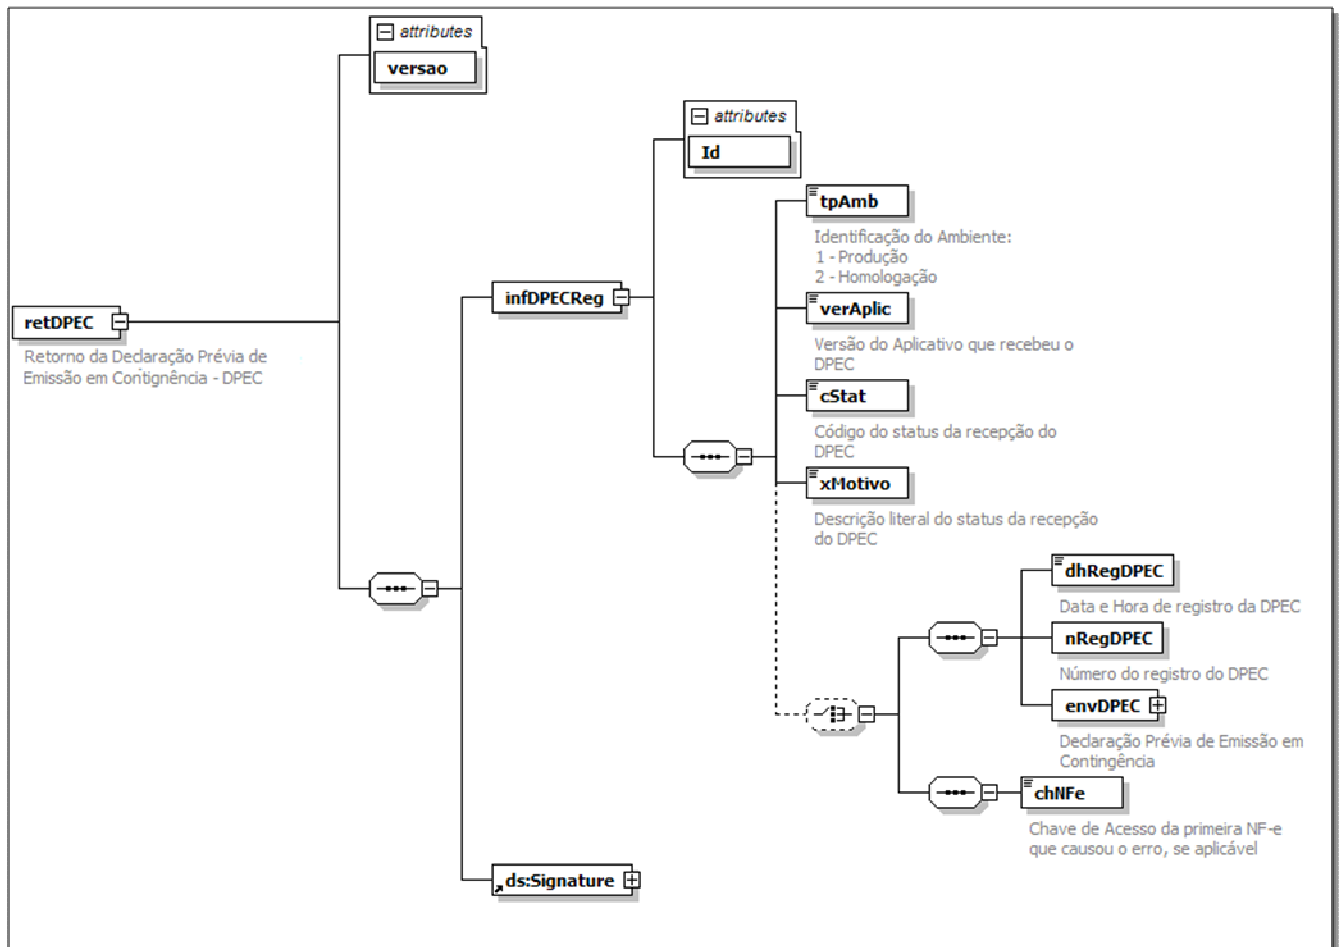 attributes
versao
attributes
Id
tpAmb
Identificação do Ambiente:
1 - Produção
2 - Homologação
infDPECReg
verAplic
retDPEC
Versão do Aplicativo que recebeu o
DPEC
Retorno da Declaração Prévia de
Emissão em Contignência - DPEC
cStat
Código do status da recepção do
DPEC
xMotivo
Descrição literal do status da recepção
do DPEC
dhRegDPEC
Data e Hora de registro da DPEC
nRegDPEC
Número do registro do DPEC
envDPEC
Declaração Prévia de Emissão em
Contingência
chNFe
Chave de Acesso da primeira NF-e
que causou o erro, se aplicável
ds:Signature